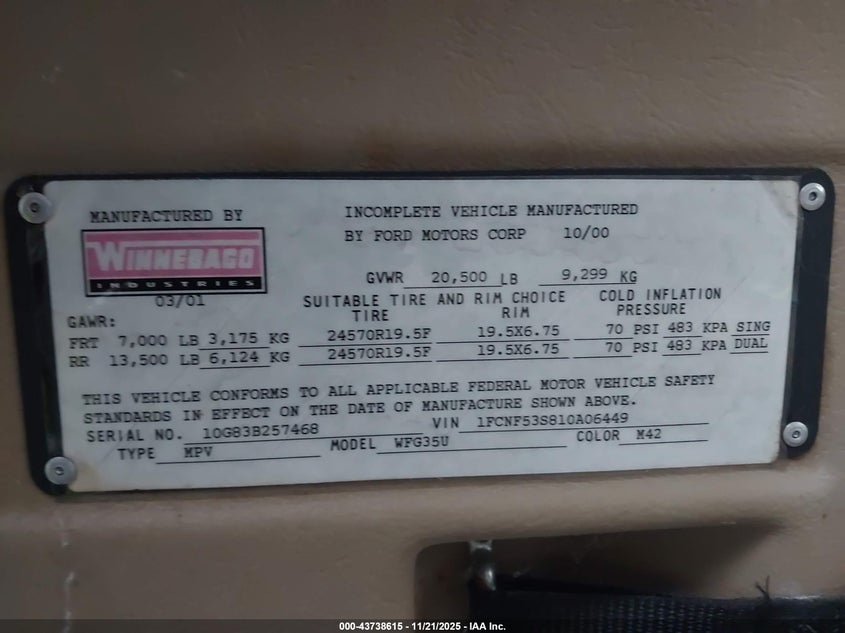 MANUFACTURED BY
WINNEBAGO
INDUSTRIES
03/01
INCOMPLETE VEHICLE MANUFACTURED
BY FORD MOTORS CORP 10/00
GVWR 20,500 LB 9,299 KG
SUITABLE TIRE AND RIM CHOICE COLD INFLATION
GAWR: TIRE RIM PRESSURE
FRT 7,000 LB 3,175 KG 24570R19.5F 19.5X6.75 70 PSI 483 KPA SING
RR 13,500 LB 6,124 KG 24570R19.5F 19.5X6.75 70 PSI 483 KPA DUAL
THIS VEHICLE CONFORMS TO ALL APPLICABLE FEDERAL MOTOR VEHICLE SAFETY
STANDARDS IN EFFECT ON THE DATE OF MANUFACTURE SHOWN ABOVE.
SERIAL NO. 10G83B257468 VIN 1FCNF53S810A06449
TYPE MPV MODEL WFG35U COLOR M42
000-43738615 - 11/21/2025 - IAA Inc.